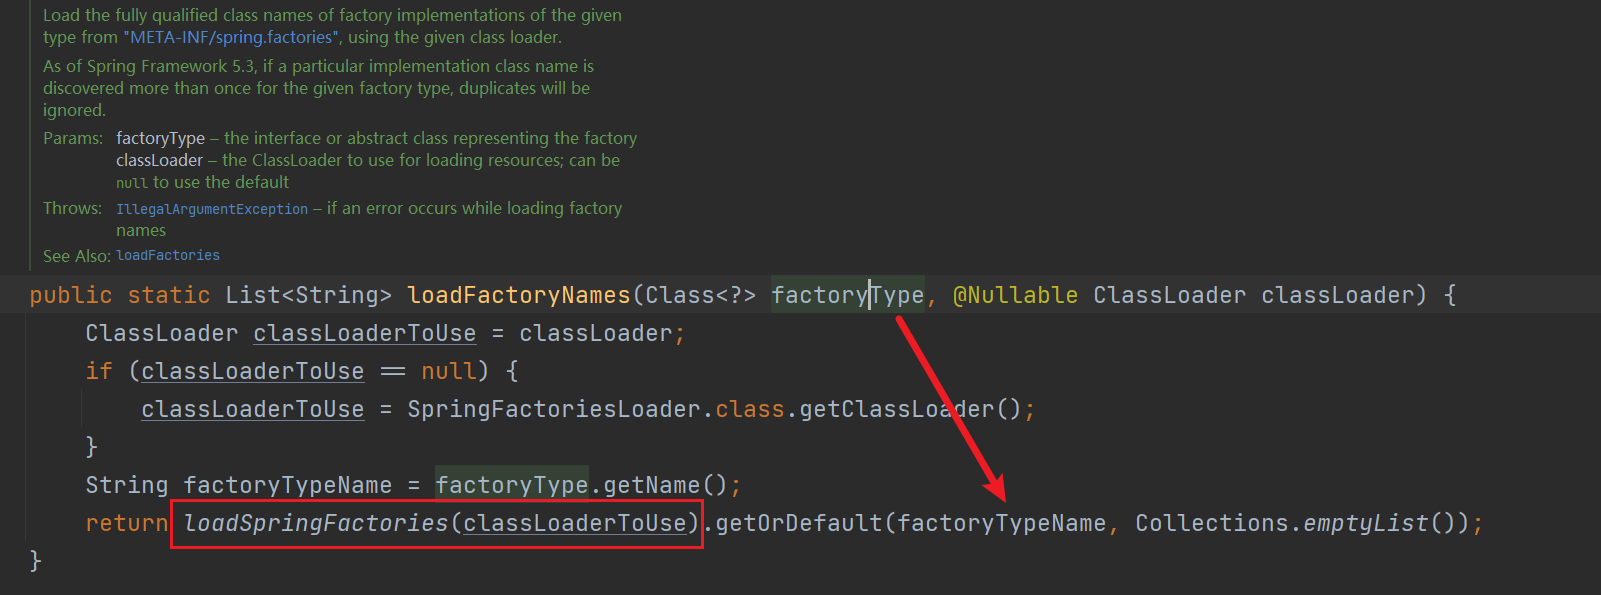 Load the fully qualified class names of factory implementations of the given
type from "META-INF/spring.factories", using the given class loader.
As of Spring Framework 5.3, if a particular implementation class name is
discovered more than once for the given factory type, duplicates will be
ignored.
Params: factoryType – the interface or abstract class representing the factory
classLoader – the ClassLoader to use for loading resources; can be
null to use the default
Throws: IllegalArgumentException – if an error occurs while loading factory
names
See Also: loadFactories
public static List<String> loadFactoryNames(Class<?> factoryType, @Nullable ClassLoader classLoader) {
ClassLoader classLoaderToUse = classLoader;
if (classLoaderToUse == null) {
classLoaderToUse = SpringFactoriesLoader.class.getClassLoader();
}
String factoryTypeName = factoryType.getName();
return loadSpringFactories(classLoaderToUse).getOrDefault(factoryTypeName, Collections.emptyList());
}